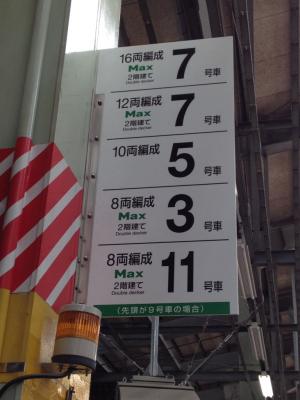 16両編成
Max
2階建て
Double decker
7号車
12両編成
Max
2階建て
Double decker
7号車
10両編成
5号車
8両編成
Max
2階建て
Double decker
3号車
8両編成
Max
2階建て
Double decker
11号車
(先頭が9号車の場合)